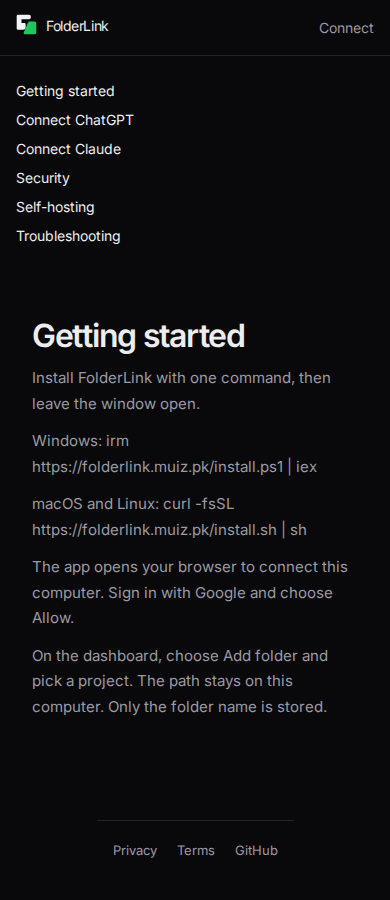 FolderLink
Connect
Getting started
Connect ChatGPT
Connect Claude
Security
Self-hosting
Troubleshooting
Getting started
Install FolderLink with one command, then
leave the window open.
Windows: irm
https://folderlink.muiz.pk/install.ps1 | iex
macOS and Linux: curl -fsSL
https://folderlink.muiz.pk/install.sh | sh
The app opens your browser to connect this
computer. Sign in with Google and choose
Allow.
On the dashboard, choose Add folder and
pick a project. The path stays on this
computer. Only the folder name is stored.
Privacy Terms GitHub